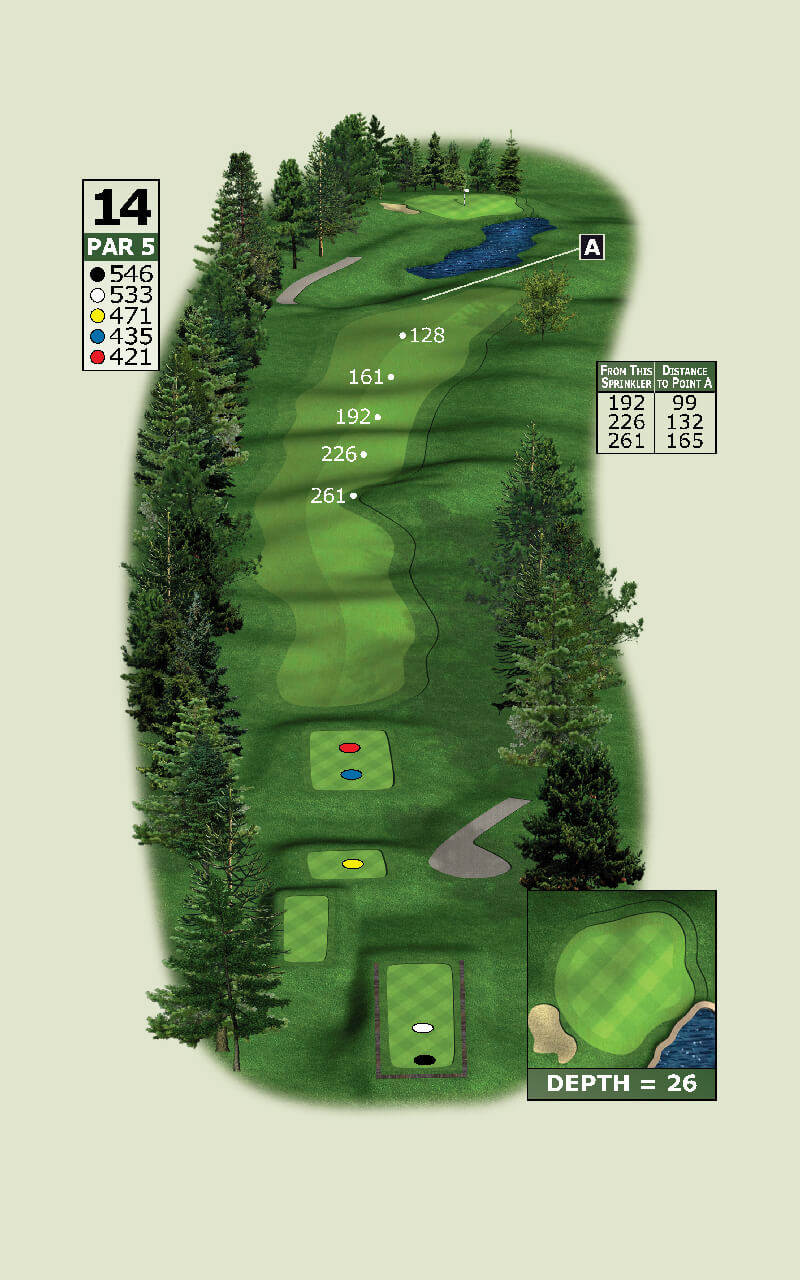 14
PAR 5
546
533
471
435
421
A
128
161
192
226
261
FROM THIS SPRINKLER
DISTANCE TO POINT A
192 99
226 132
261 165
DEPTH = 26